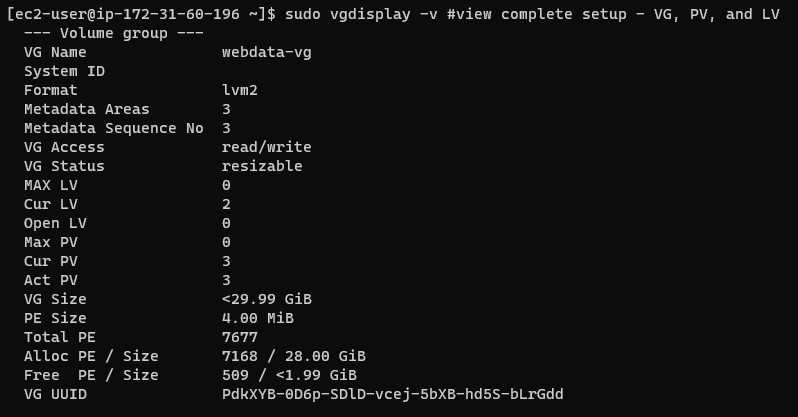 [ec2-user@ip-172-31-60-196 ~]$ sudo vgdisplay -v #view complete setup - VG, PV, and LV
  --- Volume group ---
  VG Name               webdata-vg
  System ID
  Format                lvm2
  Metadata Areas        3
  Metadata Sequence No  3
  VG Access             read/write
  VG Status             resizable
  MAX LV                0
  Cur LV                2
  Open LV               0
  Max PV                0
  Cur PV                3
  Act PV                3
  VG Size               <29.99 GiB
  PE Size               4.00 MiB
  Total PE              7677
  Alloc PE / Size       7168 / 28.00 GiB
  Free  PE / Size       509 / <1.99 GiB
  VG UUID               PdkXYB-0D6p-SDlD-vcej-5bXB-hd5S-bLrGdd